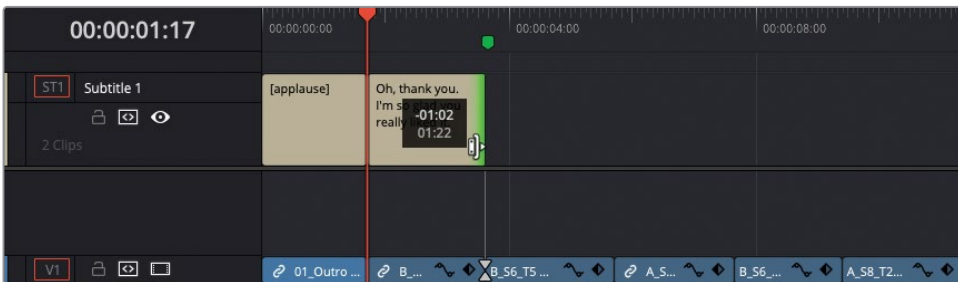 00:00:01:17
00:00:00:00
00:00:04:00
00:00:08:00
ST1 Subtitle 1
[applause]
Oh, thank you.
I'm so glad you
really liked it.
-01:02
01:22
2 Clips
V1
01_Outro ...
B_...
B_S6_T5 ...
A_S...
B_S6_...
A_S8_T2...